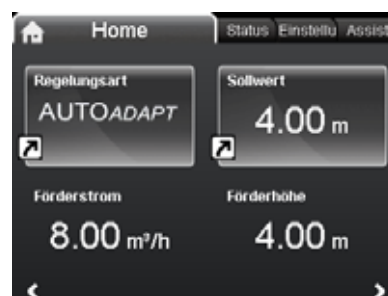 Home Status Einstellu Assist
Regelungsart Sollwert
AUTOADAPT 4.00 m
Förderstrom Förderhöhe
8.00 m³/h 4.00 m